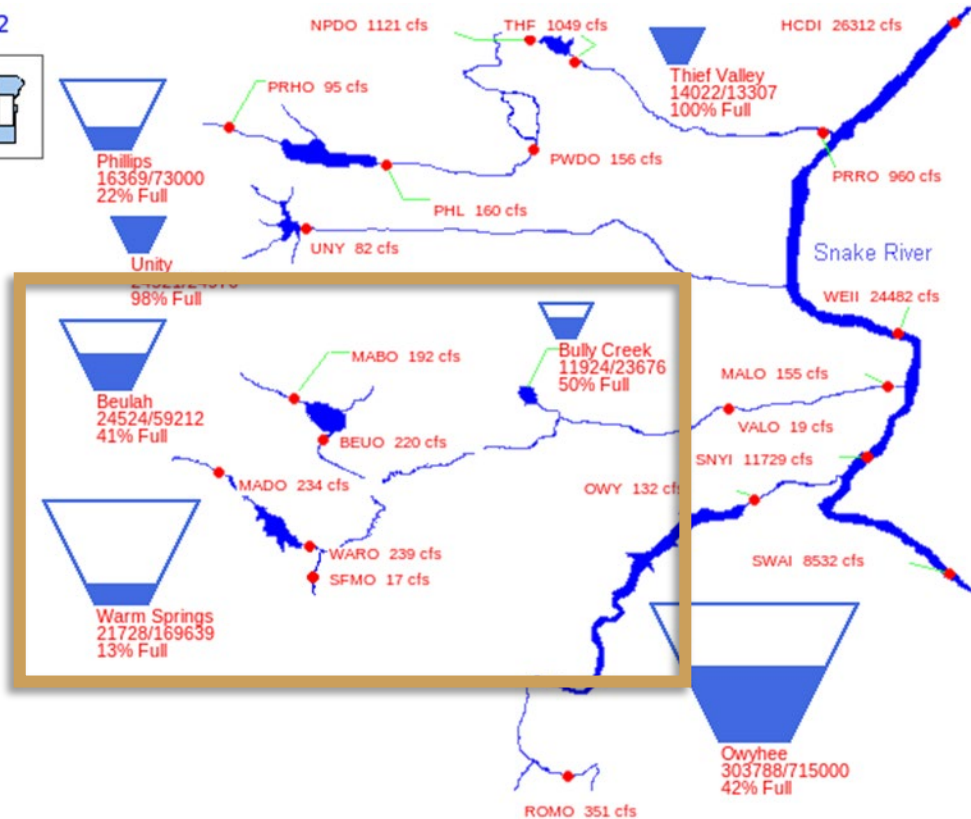 2
NPDO 1121 cfs
THF 1049 cfs
HCDI 26312 cfs
Thief Valley
14022/13307
100% Full
PRHO 95 cfs
Phillips
16369/73000
22% Full
PWDO 156 cfs
PRRO 960 cfs
PHL 160 cfs
UNY 82 cfs
Snake River
Unity
98% Full
WEII 24482 cfs
Beulah
24524/59212
41% Full
MABO 192 cfs
Bully Creek
11924/23676
50% Full
MALO 155 cfs
VALO 19 cfs
BEUO 220 cfs
SNYI 11729 cfs
MADO 234 cfs
OWY 132 cfs
WARO 239 cfs
SFMO 17 cfs
SWAI 8532 cfs
Warm Springs
21728/169639
13% Full
Owyhee
303788/715000
42% Full
ROMO 351 cfs